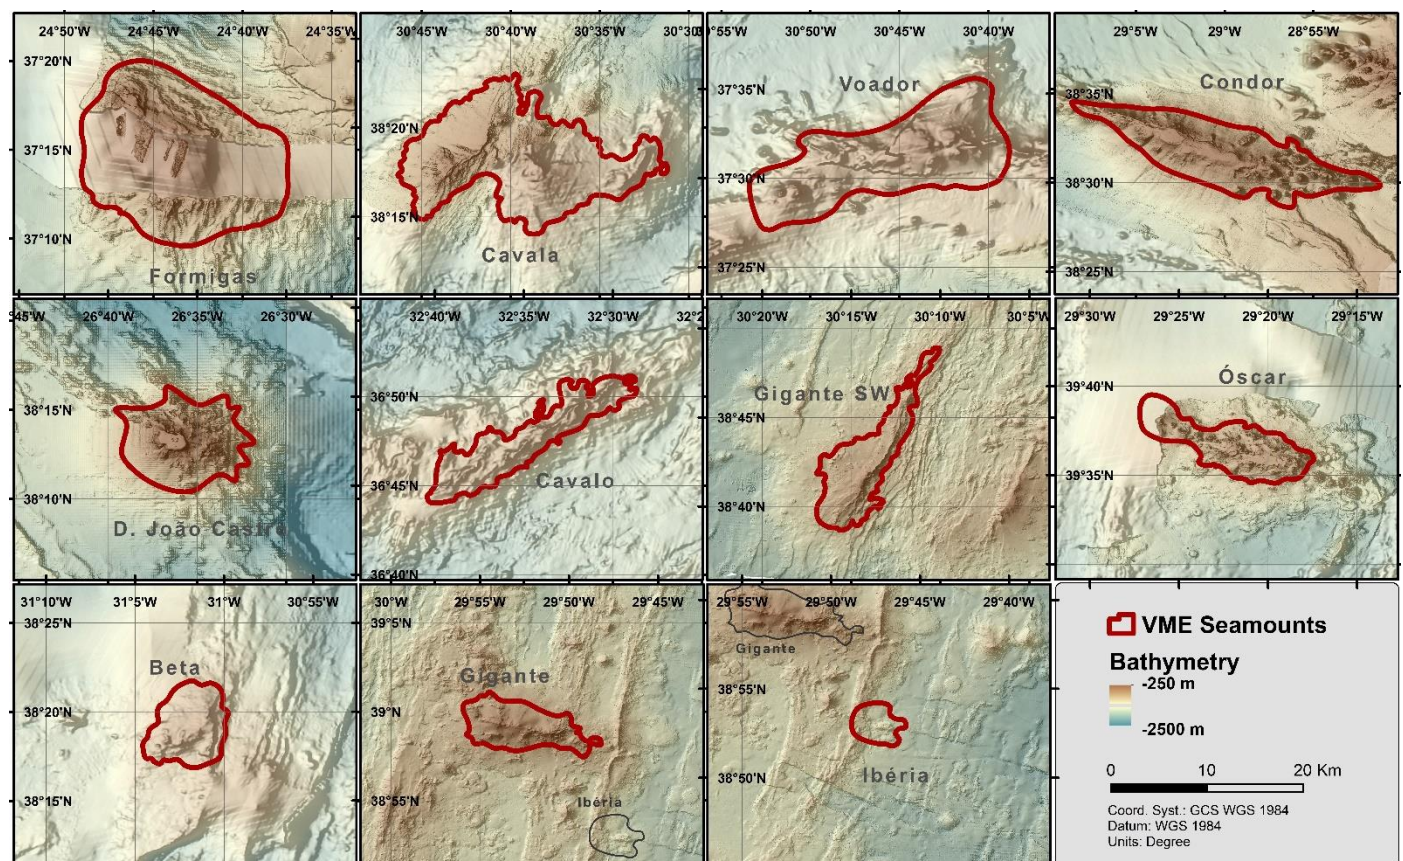 24°50'W 24°45'W 24°40'W
37°20'N
37°15'N
37°10'N
Formigas
30°45'W 30°40'W 30°30'W
38°20'N
38°15'N
Cavala
°55'W 30°50'W 30°45'W 30°40'W
Voador
37°35'N
37°30'N
37°25'N
29°5'W 29°W 28°55'W
Condor
38°35'N
38°30'N
38°25'N
45'W 26°40'W 26°35'W 26°30'W
38°15'N
38°10'N
D. João Castro
32°40'W 32°35'W 32°30'W 32°2
36°50'N
36°45'N
Cavalo
36°40'N
30°20'W 30°15'W 30°10'W 30°5'W
Gigante SW
38°45'N
38°40'N
29°30'W 29°25'W 29°20'W 29°15'W
Óscar
39°40'N
39°35'N
31°10'W 31°5'W 31°W 30°55'W
38°25'N
Beta
38°20'N
38°15'N
30°W 29°55'W 29°50'W 29°45'W
39°5'N
Gigante
39°N
38°55'N
Ibéria
29°55'W 29°50'W 29°45'W 29°40'W
Gigante
38°55'N
Ibéria
38°50'N
VME Seamounts
Bathymetry
-250 m
-2500 m
0 10 20 Km
Coord. Syst.: GCS WGS 1984
Datum: WGS 1984
Units: Degree